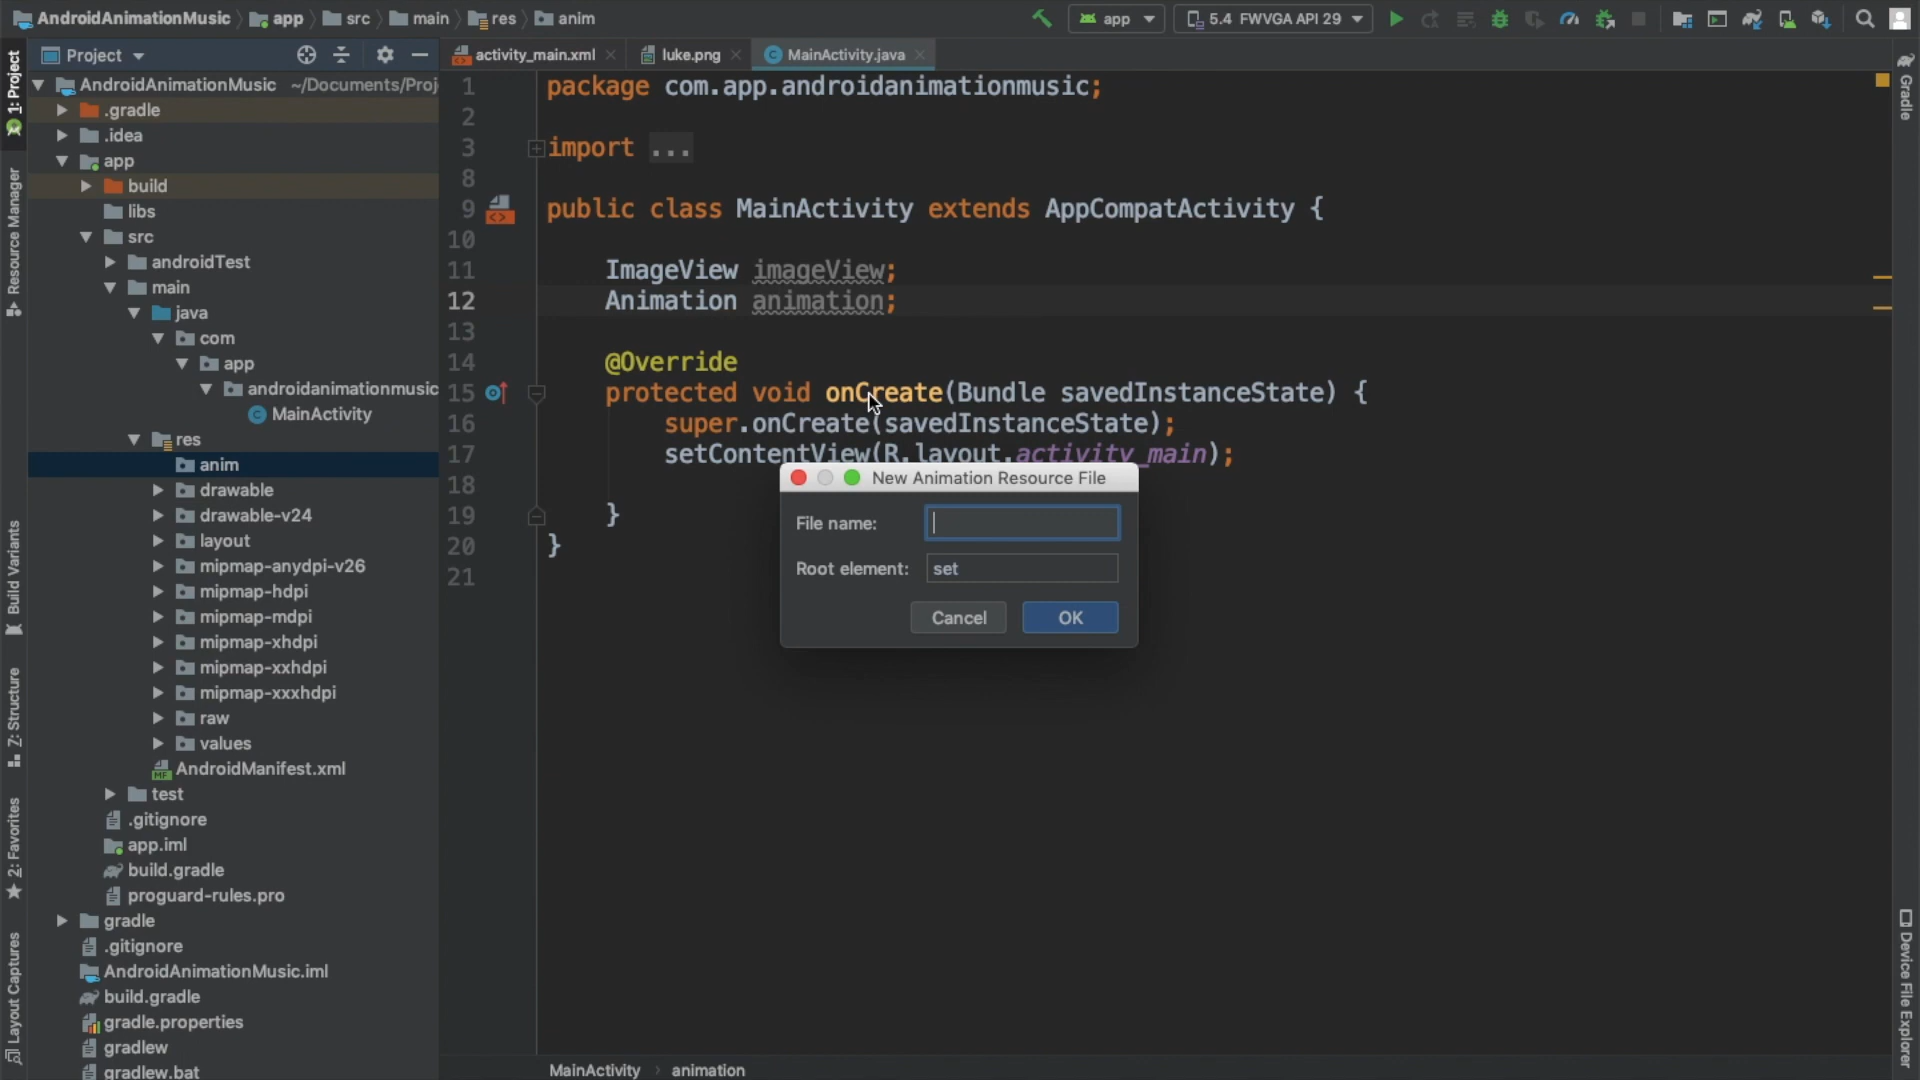 AndroidAnimationMusic app src main res anim
app 5.4 FWVGA API 29
Project
activity_main.xml luke.png MainActivity.java
1: Project
Resource Manager
Build Variants
Z: Structure
2: Favorites
Layout Captures
AndroidAnimationMusic ~/Documents/Proj
.gradle
.idea
app
build
libs
src
androidTest
main
java
com
app
androidanimationmusic
MainActivity
res
anim
drawable
drawable-v24
layout
mipmap-anydpi-v26
mipmap-hdpi
mipmap-mdpi
mipmap-xhdpi
mipmap-xxhdpi
mipmap-xxxhdpi
raw
values
AndroidManifest.xml
test
.gitignore
app.iml
build.gradle
proguard-rules.pro
gradle
.gitignore
AndroidAnimationMusic.iml
build.gradle
gradle.properties
gradlew
gradlew.bat
1 package com.app.androidanimationmusic;
2
3 import ...
8
9 public class MainActivity extends AppCompatActivity {
10
11 ImageView imageView;
12 Animation animation;
13
14 @Override
15 protected void onCreate(Bundle savedInstanceState) {
16 super.onCreate(savedInstanceState);
17 setContentView(R.layout.activity_main);
18
19 }
20 }
21
New Animation Resource File
File name:
Root element: set
Cancel OK
MainActivity animation
Gradle
Device File Explorer